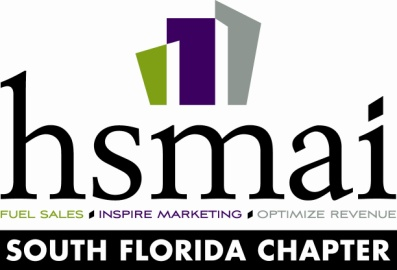 hsmai
FUEL SALES INSPIRE MARKETING OPTIMIZE REVENUE
SOUTH FLORIDA CHAPTER